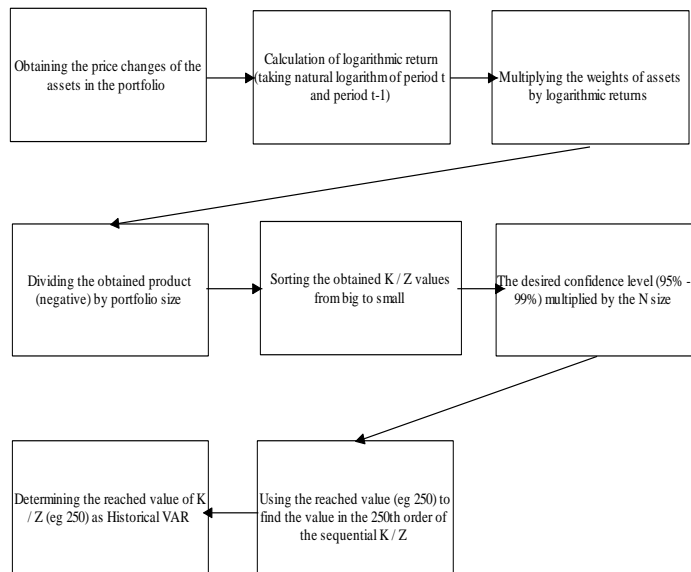 Obtaining the price changes of the
assets in the portfolio
Calculation of logarithmic return
(taking natural logarithm of period t
and period t-1)
Multiplying the weights of assets
by logarithmic returns
Dividing the obtained product
(negative) by portfolio size
Sorting the obtained K / Z values
from big to small
The desired confidence level (95% -
99%) multiplied by the N size
Determining the reached value of K
/ Z (eg 250) as Historical VAR
Using the reached value (eg 250) to
find the value in the 250th order of
the sequential K / Z